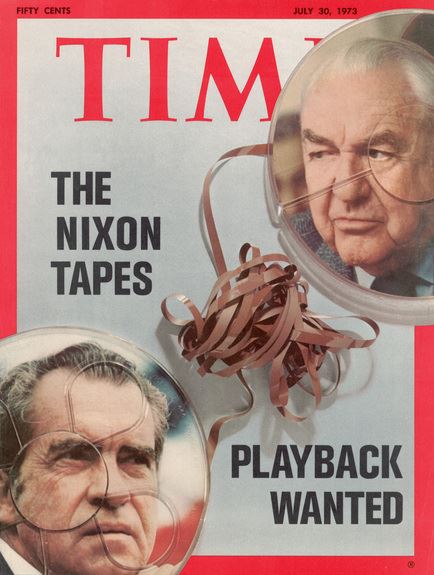 FIFTY CENTS
JULY 30, 1973
TIME
THE
NIXON
TAPES
PLAYBACK
WANTED
®